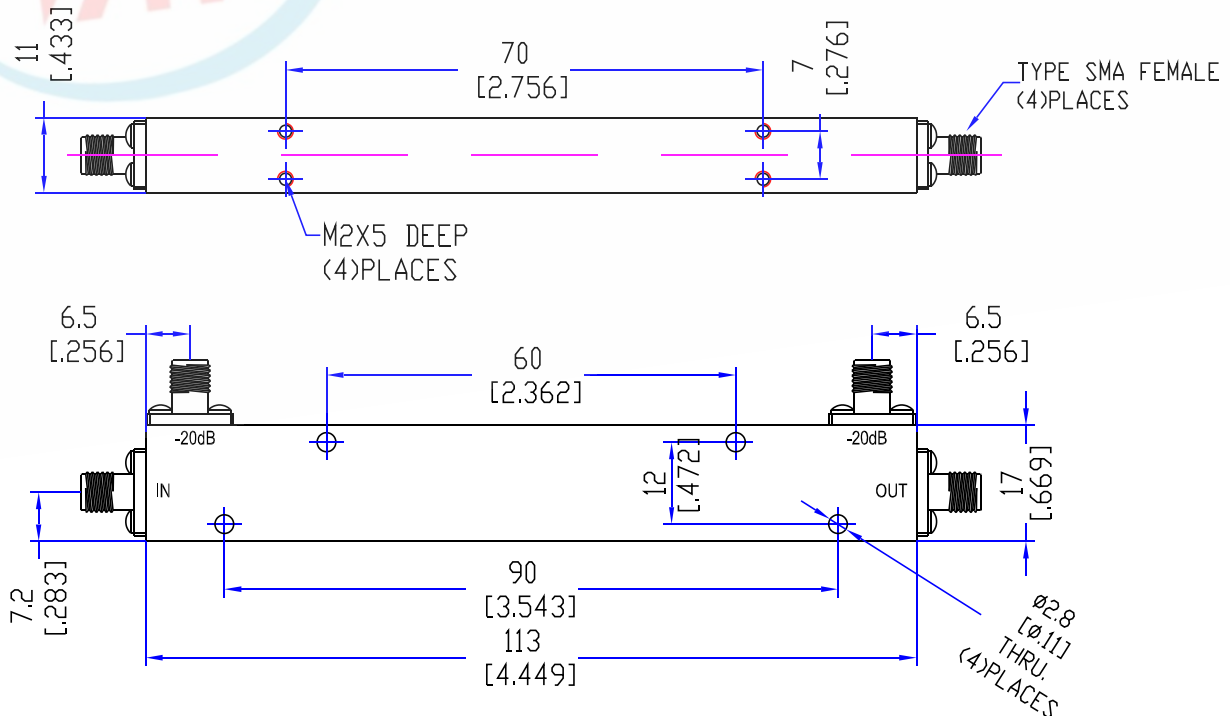 11
[.433]
70
[2.756]
7
[.276]
TYPE SMA FEMALE
(4)PLACES
M2X5 DEEP
(4)PLACES
6.5
[.256]
60
[2.362]
6.5
[.256]
-20dB
-20dB
12
[.472]
17
[.669]
IN
OUT
7.2
[.283]
90
[3.543]
113
[4.449]
Ø2.8
[Ø.11]
THRU.
(4)PLACES